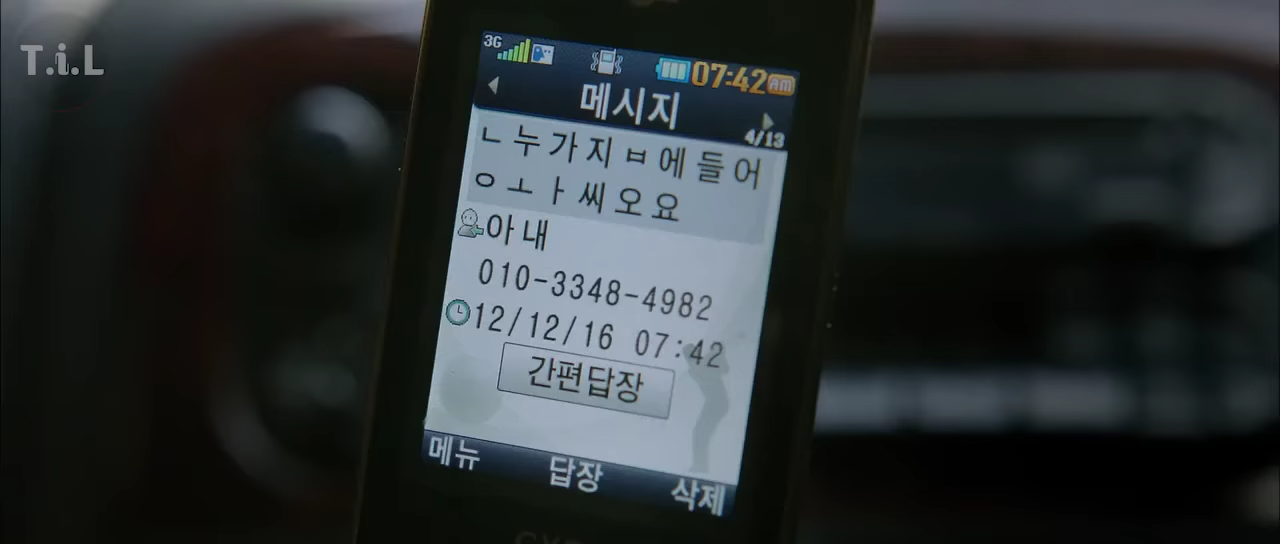 T.i.L
3G 07:42 AM
메시지
4/13
ㄴ누가지ㅂ에들어
ㅇㅗㅏ씨오요
아내
010-3348-4982
12/12/16 07:42
간편답장
메뉴 답장 삭제